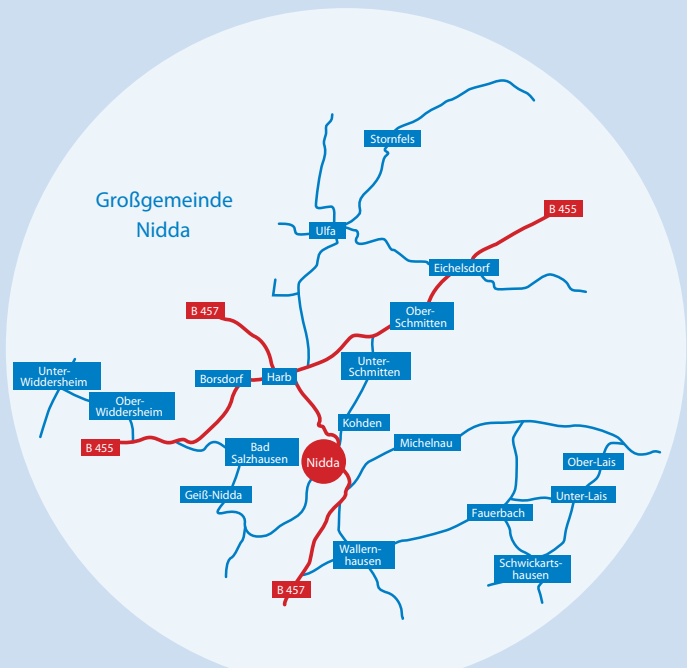 Großgemeinde
Nidda
Stornfels
B 455
Ulfa
Eichelsdorf
B 457
Ober-
Schmitten
Unter-
Schmitten
Unter-
Widdersheim
Borsdorf
Harb
Ober-
Widdersheim
Kohden
B 455
Bad
Salzhausen
Michelnau
Nidda
Ober-Lais
Geiß-Nidda
Unter-Lais
Fauerbach
Wallern-
hausen
Schwickarts-
hausen
B 457